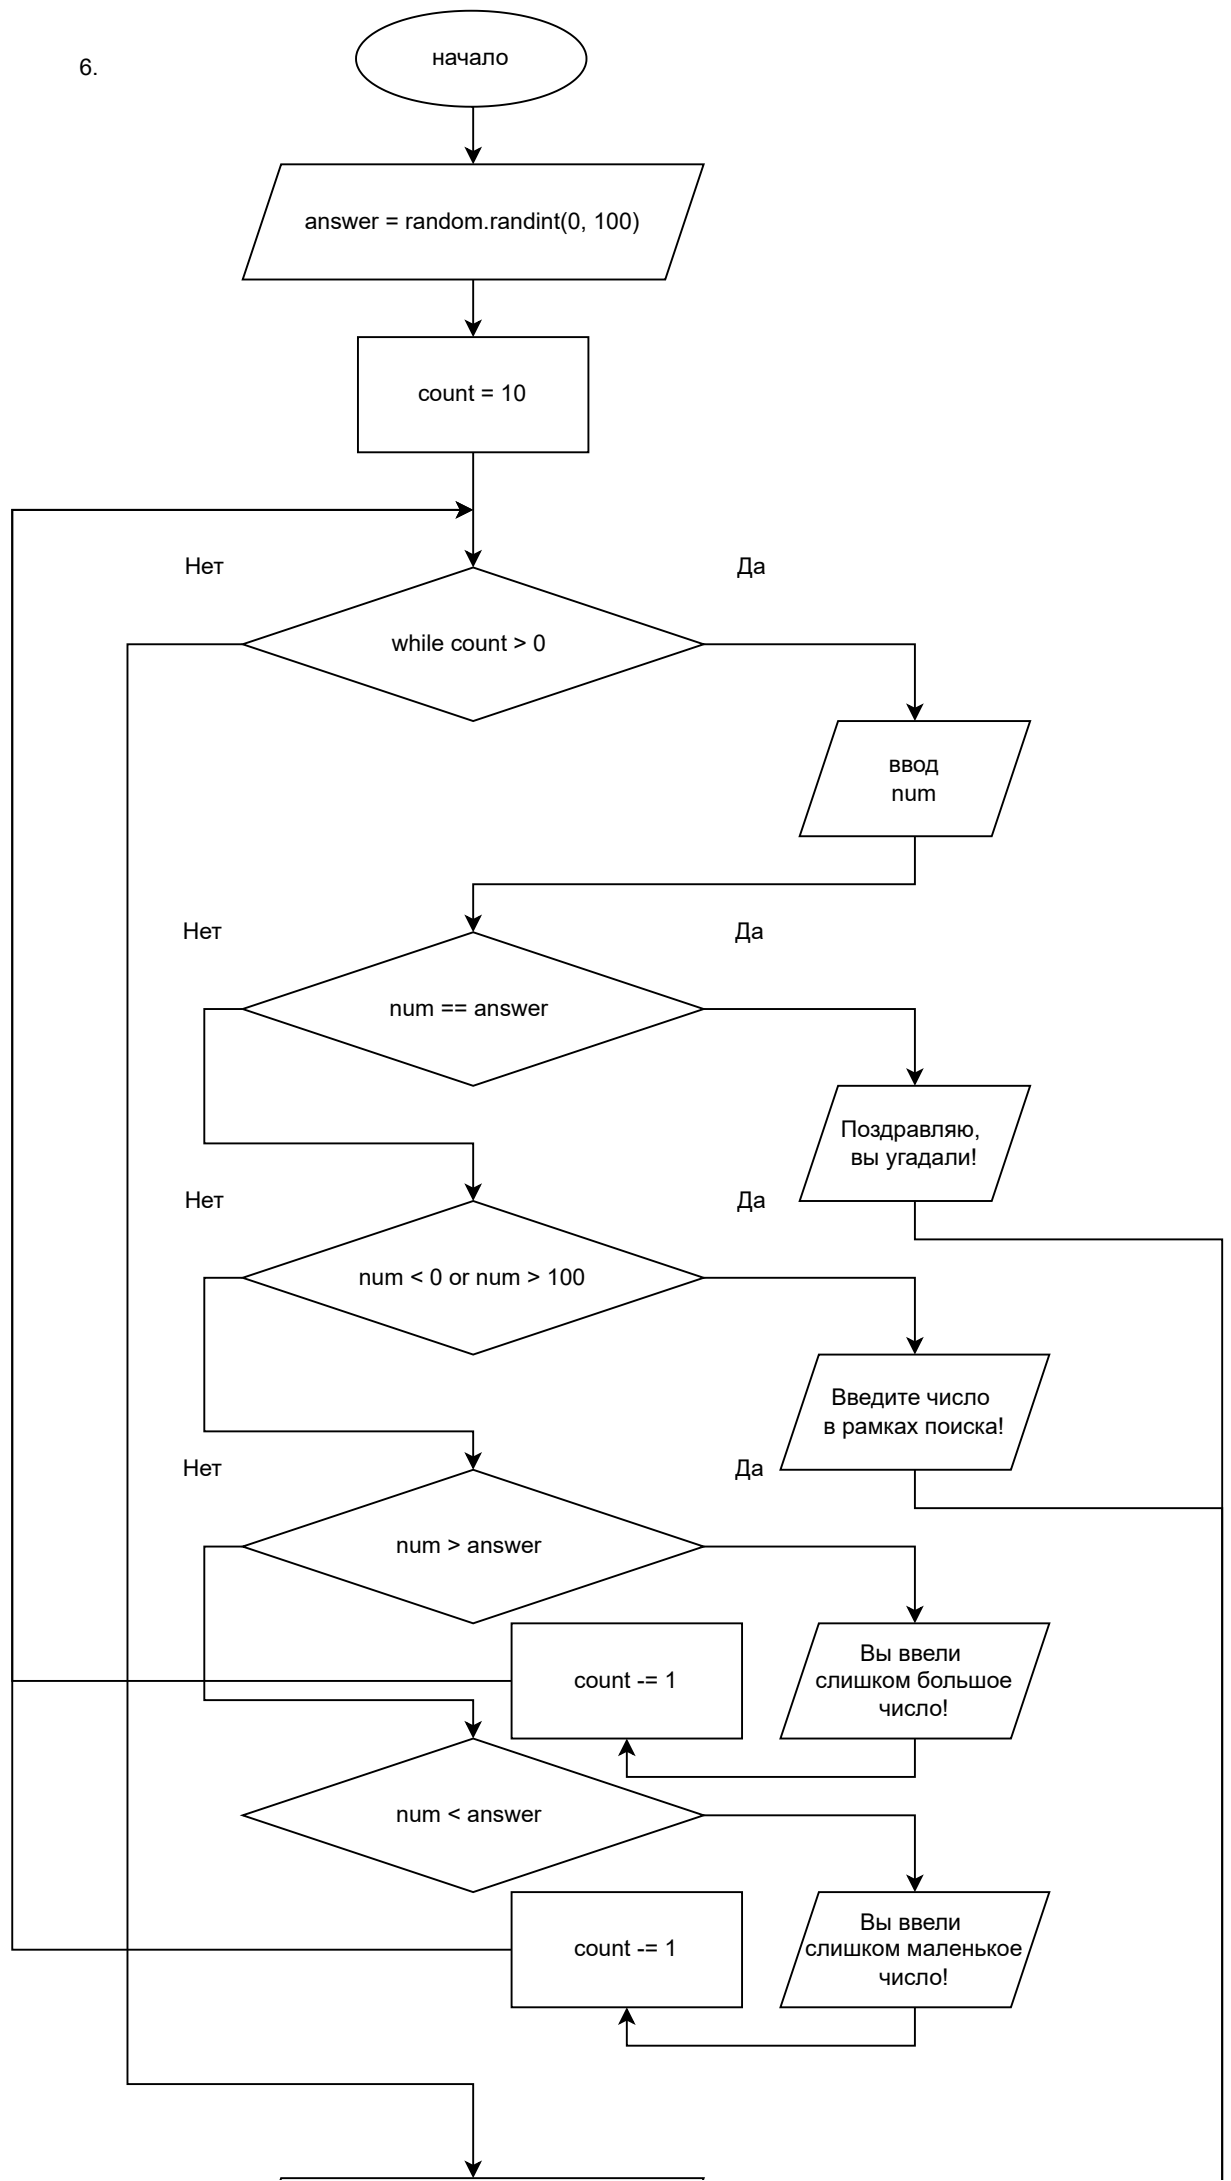 6.
начало
answer = random.randint(0, 100)
count = 10
Нет
Да
while count > 0
ввод
num
Нет
Да
num == answer
Поздравляю,
вы угадали!
Нет
Да
num < 0 or num > 100
Введите число
в рамках поиска!
Нет
Да
num > answer
Вы ввели
слишком большое
число!
count -= 1
num < answer
Вы ввели
слишком маленькое
число!
count -= 1